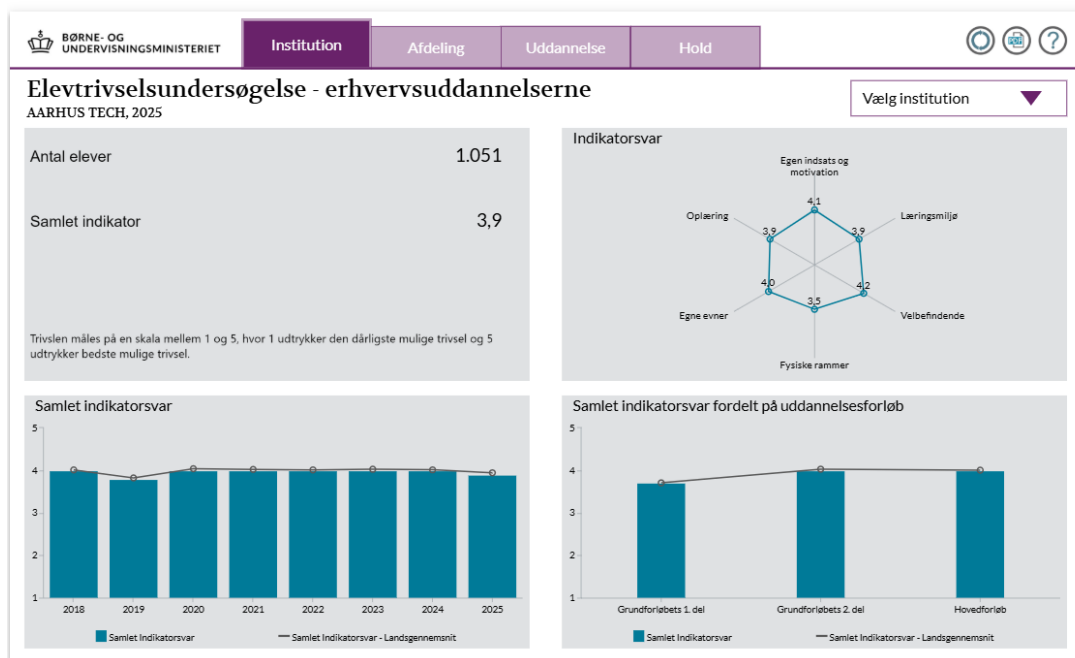 BØRNE- OG
UNDERVISNINGSMINISTERIET
Institution
Afdeling
Uddannelse
Hold
PDF
?
Elevtrivselsundersøgelse - erhvervsuddannelserne
AARHUS TECH, 2025
Vælg institution
Antal elever 1.051
Samlet indikator 3,9
Trivslen måles på en skala mellem 1 og 5, hvor 1 udtrykker den dårligste mulige trivsel og 5
udtrykker bedste mulige trivsel.
Indikatorsvar
Egen indsats og
motivation
4,1
Oplæring
Læringsmiljø
3,9
3,9
4,0
4,2
3,5
Egne evner
Velbefindende
Fysiske rammer
Samlet indikatorsvar
5
4
3
2
1
2018 2019 2020 2021 2022 2023 2024 2025
Samlet Indikatorsvar
Samlet Indikatorsvar - Landsgennemsnit
Samlet indikatorsvar fordelt på uddannelsesforløb
5
4
3
2
1
Grundforløbets 1. del Grundforløbets 2. del Hovedforløb
Samlet Indikatorsvar
Samlet Indikatorsvar - Landsgennemsnit